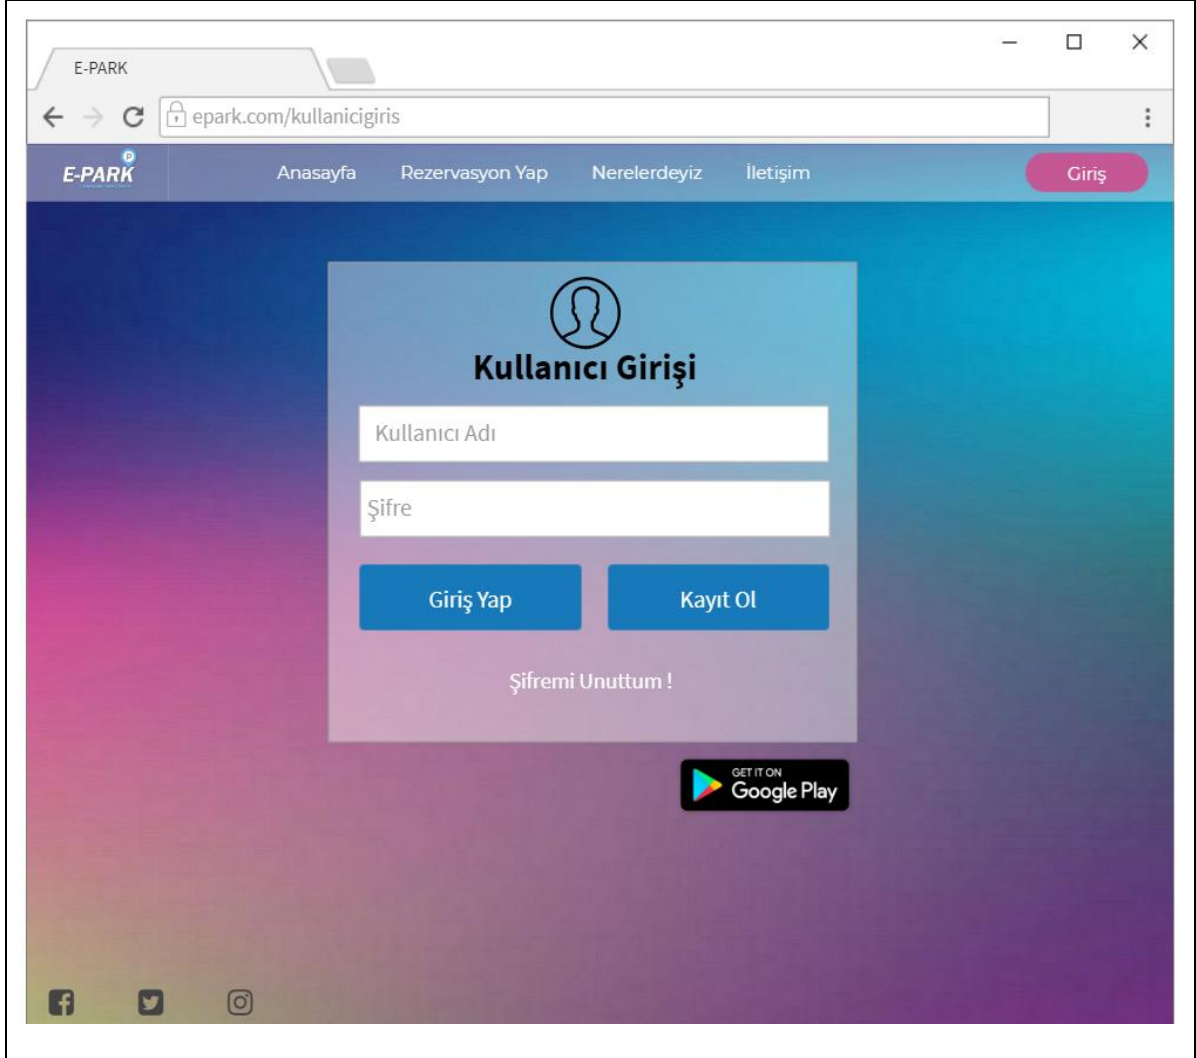 E-PARK
epark.com/kullanicigiris
P
E-PARK
Anasayfa Rezervasyon Yap Nerelerdeyiz İletişim Giriş
Kullanıcı Girişi
Kullanıcı Adı
Şifre
Giriş Yap Kayıt Ol
Şifremi Unuttum !
GET IT ON
Google Play